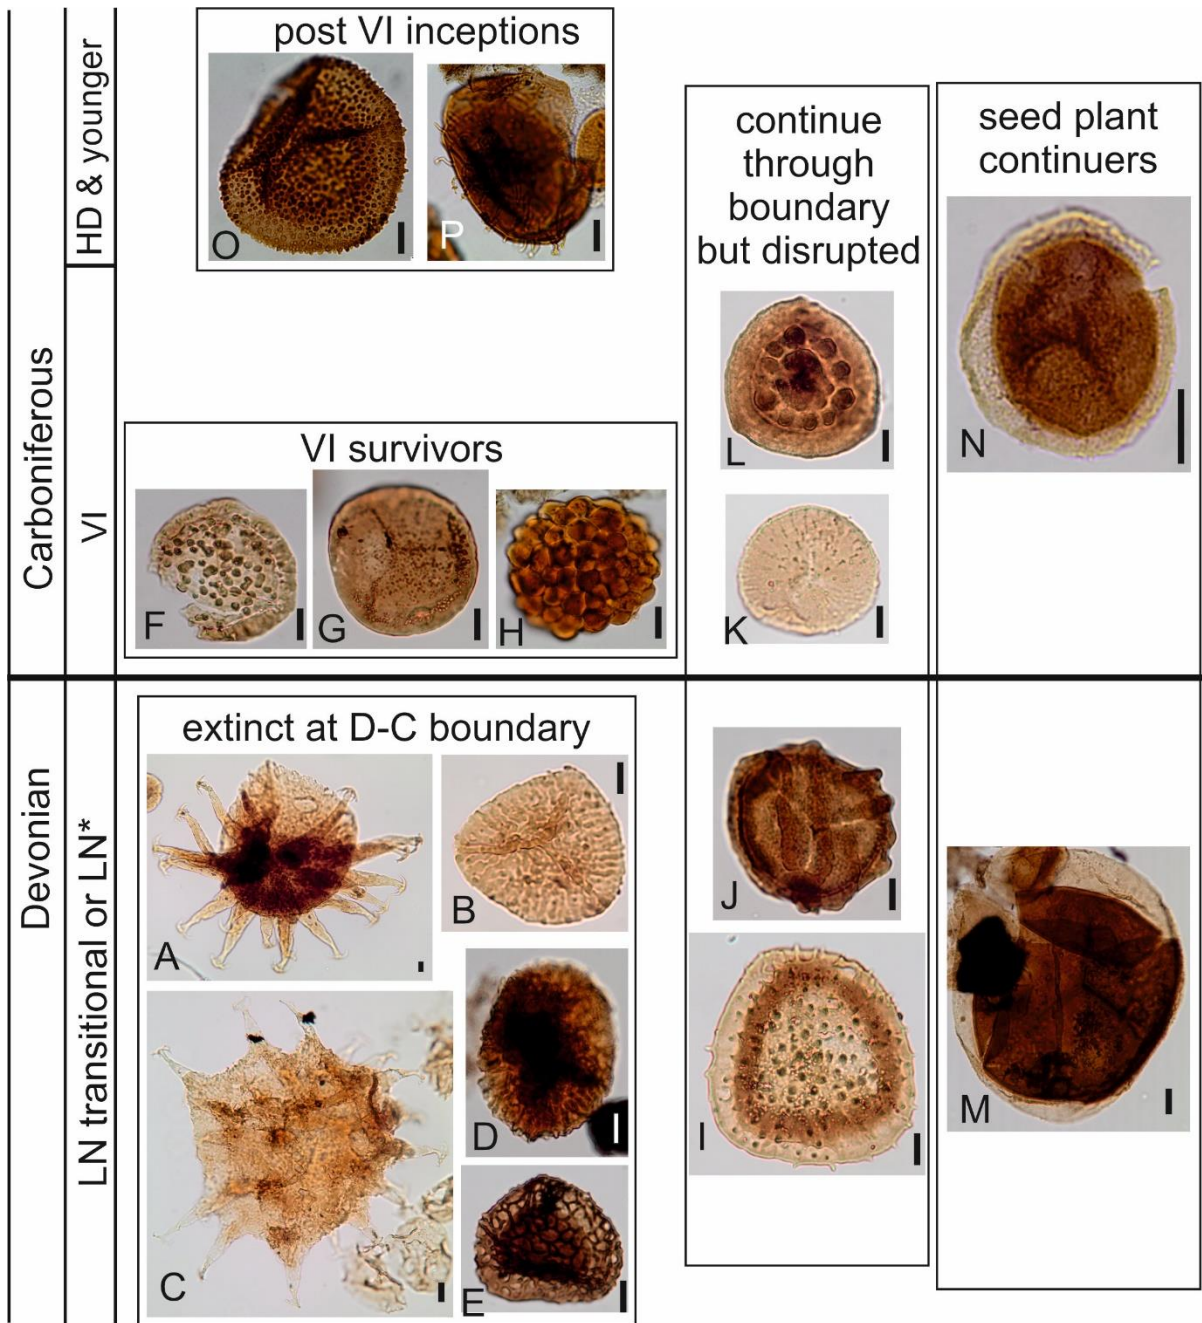 HD & younger
Carboniferous
VI
Devonian
LN transitional or LN*
post VI inceptions
O
P
continue
through
boundary
but disrupted
L
K
seed plant
continuers
N
VI survivors
F
G
H
extinct at D-C boundary
A
B
C
D
E
J
I
M